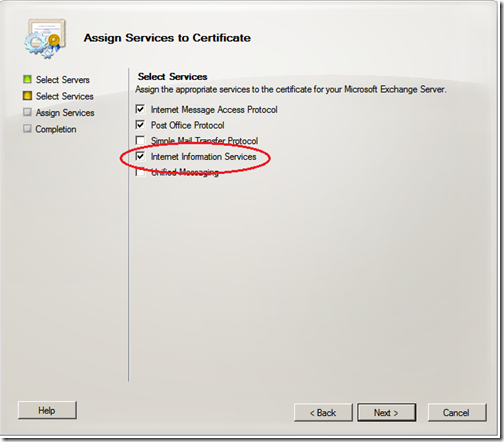 Assign Services to Certificate
Select Servers
Select Services
Assign Services
Completion
Select Services
Assign the appropriate services to the certificate for your Microsoft Exchange Server.
Internet Message Access Protocol
Post Office Protocol
Simple Mail Transfer Protocol
Internet Information Services
Unified Messaging
Help
< Back
Next >
Cancel